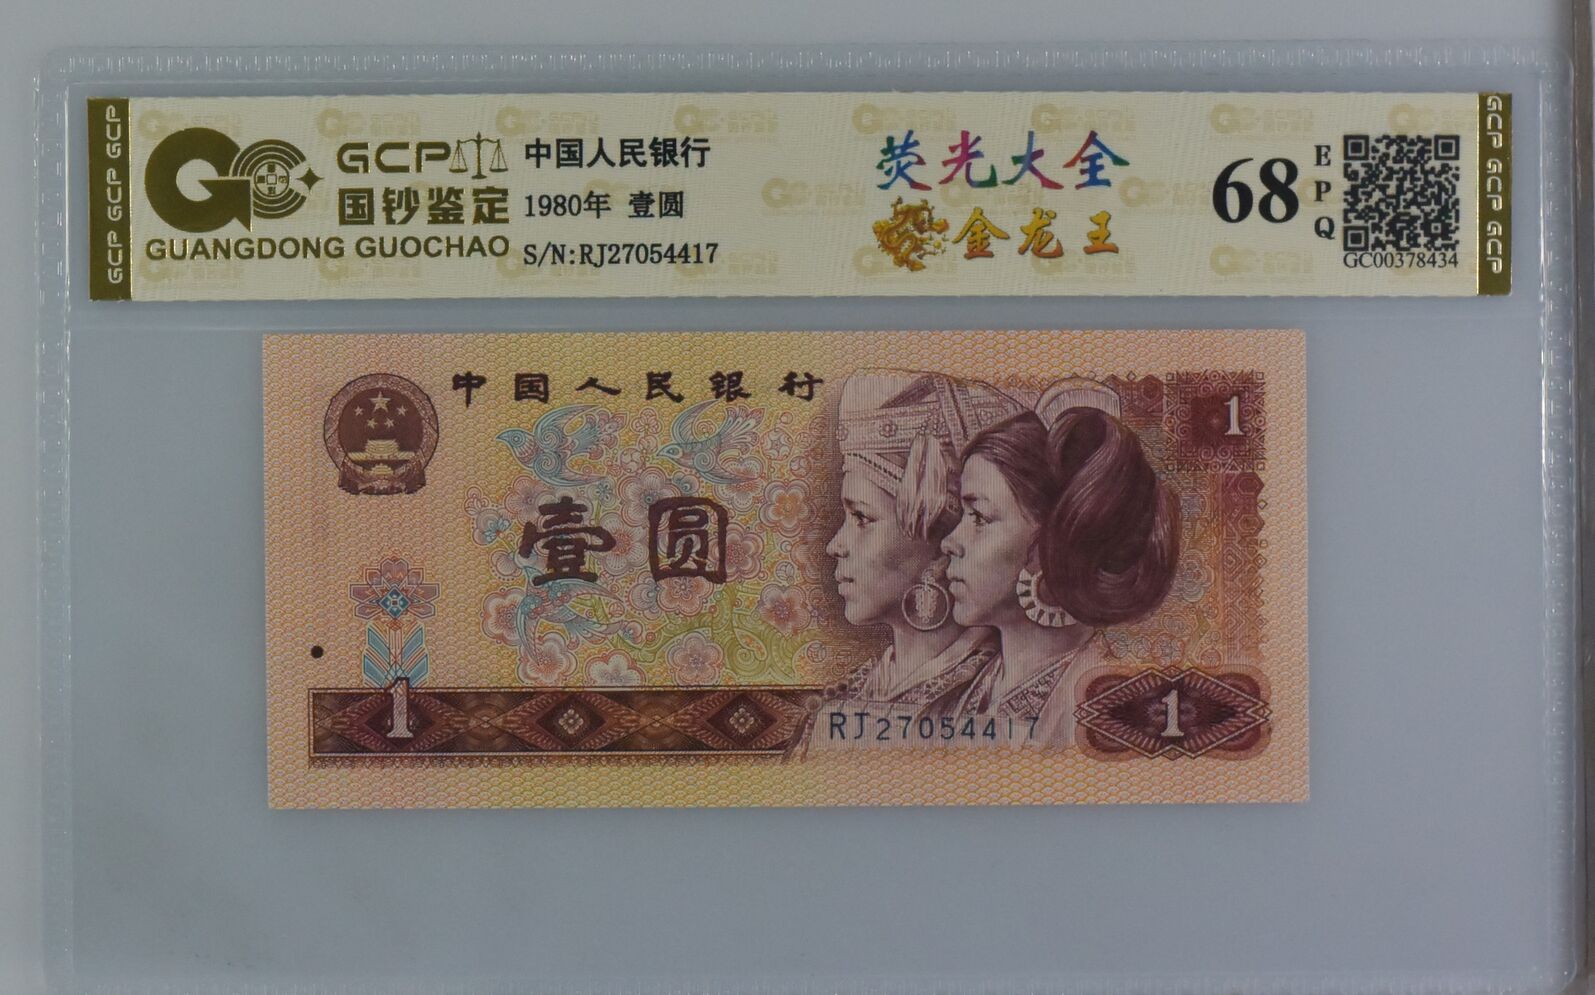 GCP GCP GCP
GCP
国钞鉴定
GUANGDONG GUOCHAO
中国人民银行
1980年 壹圆
S/N:RJ27054417
荧光大全
金龙王
68
EPQ
GC00378434
GCP GCP GCP
中国人民银行
1
壹圆
1
RJ27054417
1